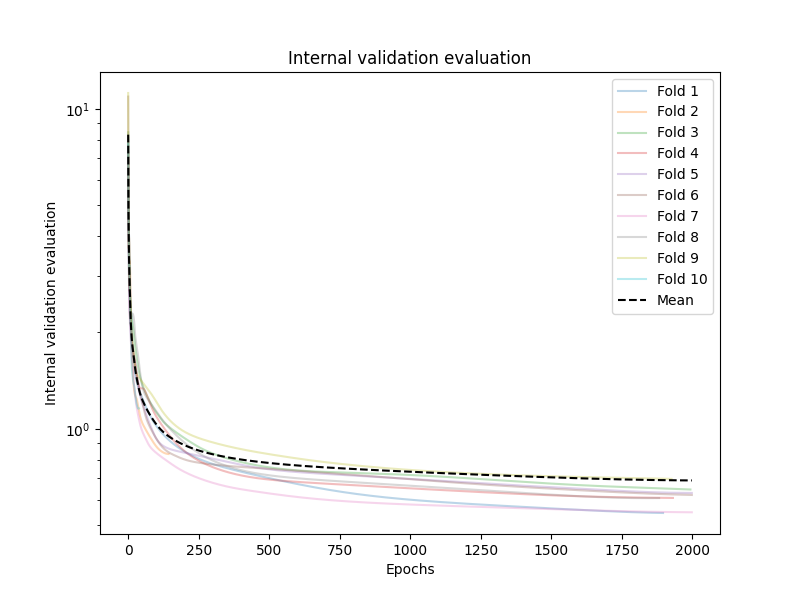 Internal validation evaluation
Internal validation evaluation
10¹
10⁰
0 250 500 750 1000 1250 1500 1750 2000
Epochs
Fold 1
Fold 2
Fold 3
Fold 4
Fold 5
Fold 6
Fold 7
Fold 8
Fold 9
Fold 10
Mean